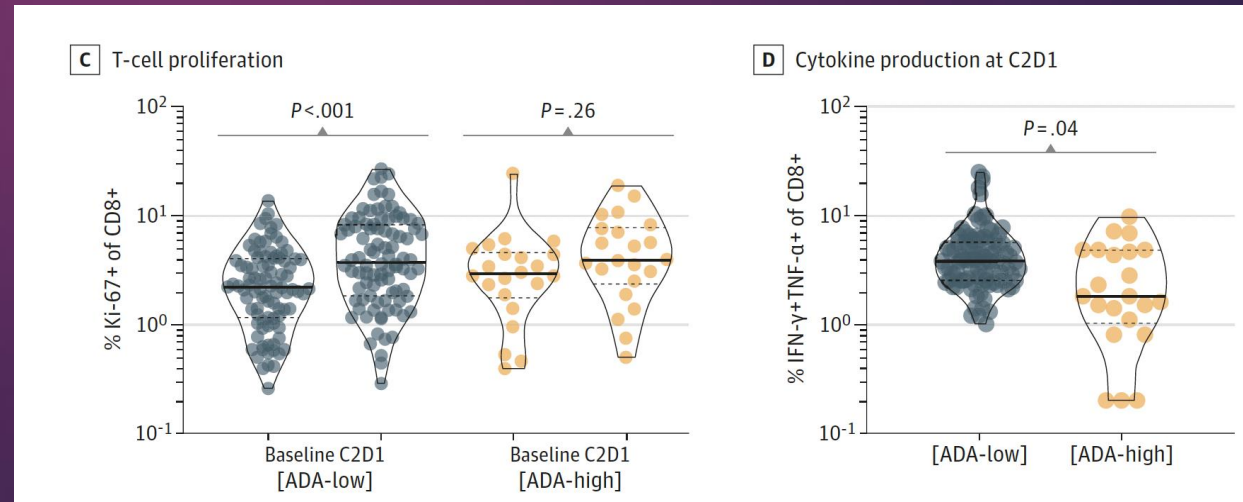 C T-cell proliferation
% Ki-67+ of CD8+
10²
10¹
10⁰
10⁻¹
P<.001
P=.26
Baseline C2D1
[ADA-low]
Baseline C2D1
[ADA-high]
D Cytokine production at C2D1
% IFN-γ+TNF-α+ of CD8+
10²
10¹
10⁰
10⁻¹
P=.04
[ADA-low]
[ADA-high]